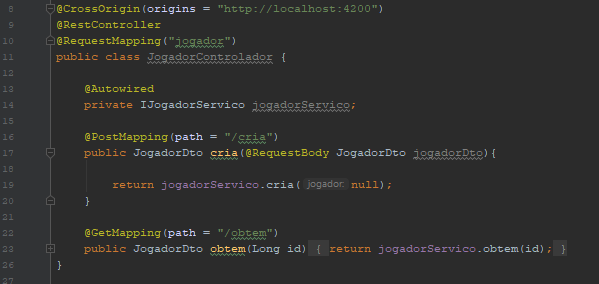 8 @CrossOrigin(origins = "http://localhost:4200")
9 @RestController
10 @RequestMapping("jogador")
11 public class JogadorControlador {
12
13 @Autowired
14 private IJogadorServico jogadorServico;
15
16 @PostMapping(path = "/cria")
17 public JogadorDto cria(@RequestBody JogadorDto jogadorDto){
18
19 return jogadorServico.cria( jogador: null);
20 }
21
22 @GetMapping(path = "/obtem")
23 public JogadorDto obtem(Long id) { return jogadorServico.obtem(id); }
26 }
27